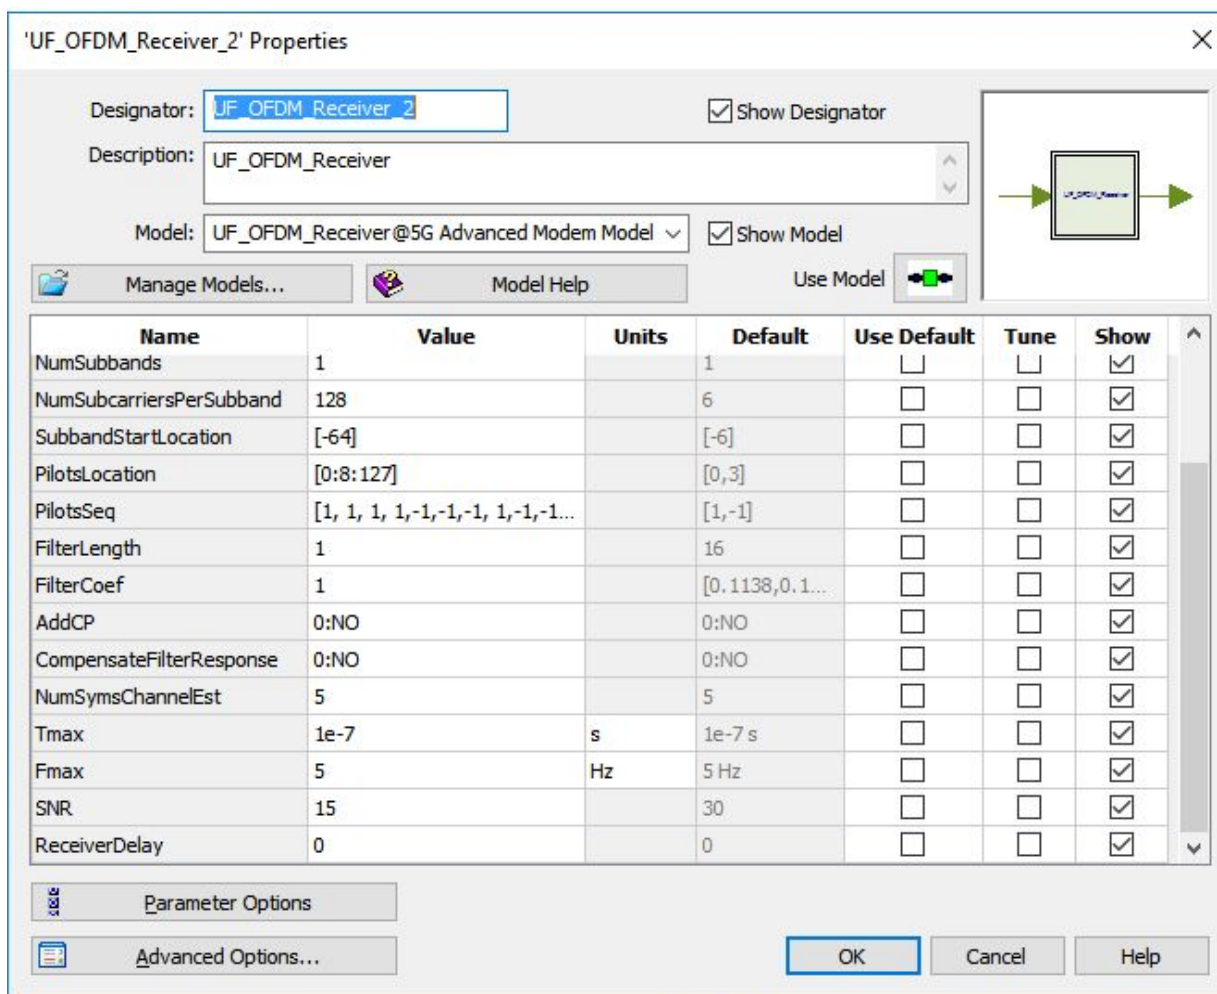 'UF_OFDM_Receiver_2' Properties
Designator: UF_OFDM_Receiver_2 Show Designator
Description: UF_OFDM_Receiver
UF_OFDM_Receiver
Model: UF_OFDM_Receiver@5G Advanced Modem Model Show Model
Manage Models... Model Help Use Model
Name Value Units Default Use Default Tune Show
NumSubbands 1 1
NumSubcarriersPerSubband 128 6
SubbandStartLocation [-64] [-6]
PilotsLocation [0:8:127] [0,3]
PilotsSeq [1, 1, 1, 1,-1,-1,-1, 1,-1,-1... [1,-1]
FilterLength 1 16
FilterCoef 1 [0.1138,0.1...
AddCP 0:NO 0:NO
CompensateFilterResponse 0:NO 0:NO
NumSymsChannelEst 5 5
Tmax 1e-7 s 1e-7 s
Fmax 5 Hz 5 Hz
SNR 15 30
ReceiverDelay 0 0
Parameter Options
Advanced Options... OK Cancel Help